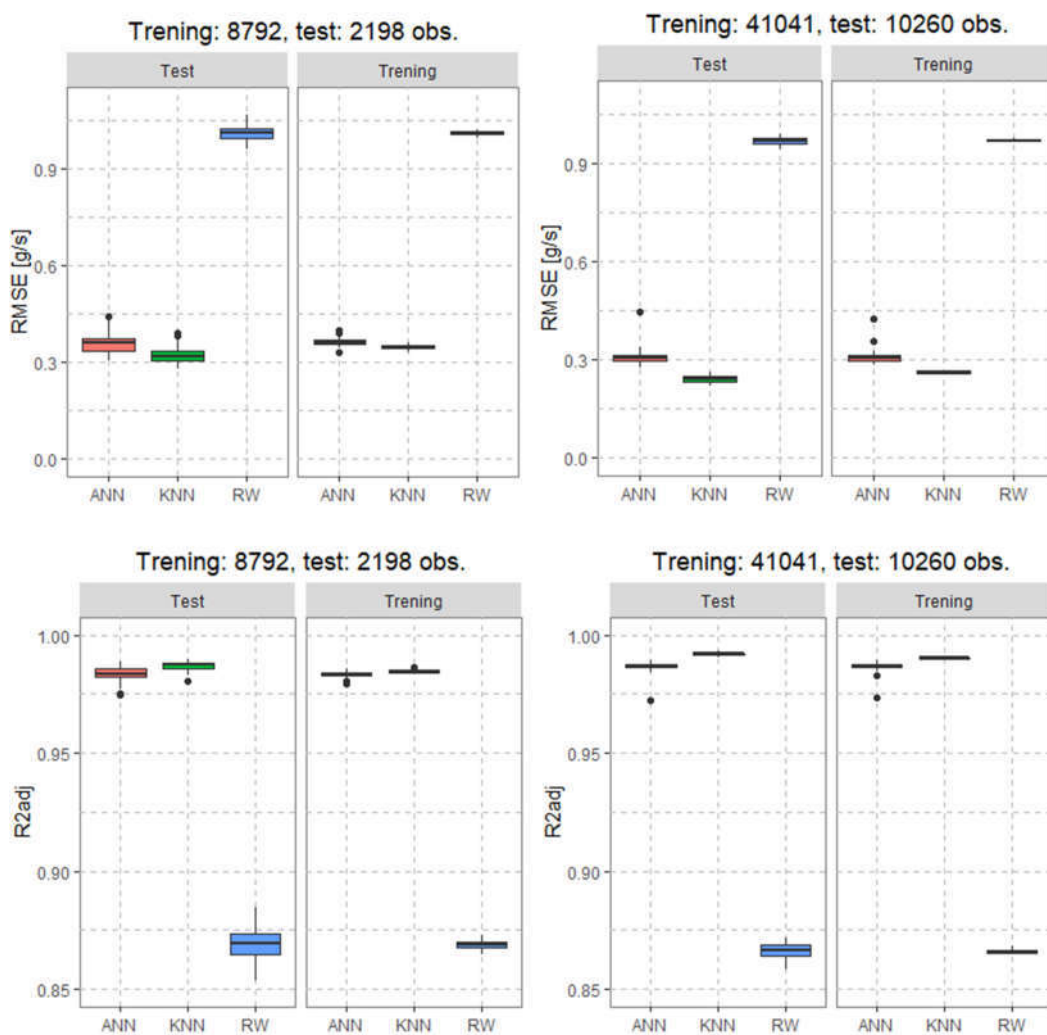 Trening: 8792, test: 2198 obs.
Test
Trening
RMSE [g/s]
0.9
0.6
0.3
0.0
ANN
KNN
RW
ANN
KNN
RW
Trening: 41041, test: 10260 obs.
Test
Trening
RMSE [g/s]
0.9
0.6
0.3
0.0
ANN
KNN
RW
ANN
KNN
RW
Trening: 8792, test: 2198 obs.
Test
Trening
R2adj
1.00
0.95
0.90
0.85
ANN
KNN
RW
ANN
KNN
RW
Trening: 41041, test: 10260 obs.
Test
Trening
R2adj
1.00
0.95
0.90
0.85
ANN
KNN
RW
ANN
KNN
RW